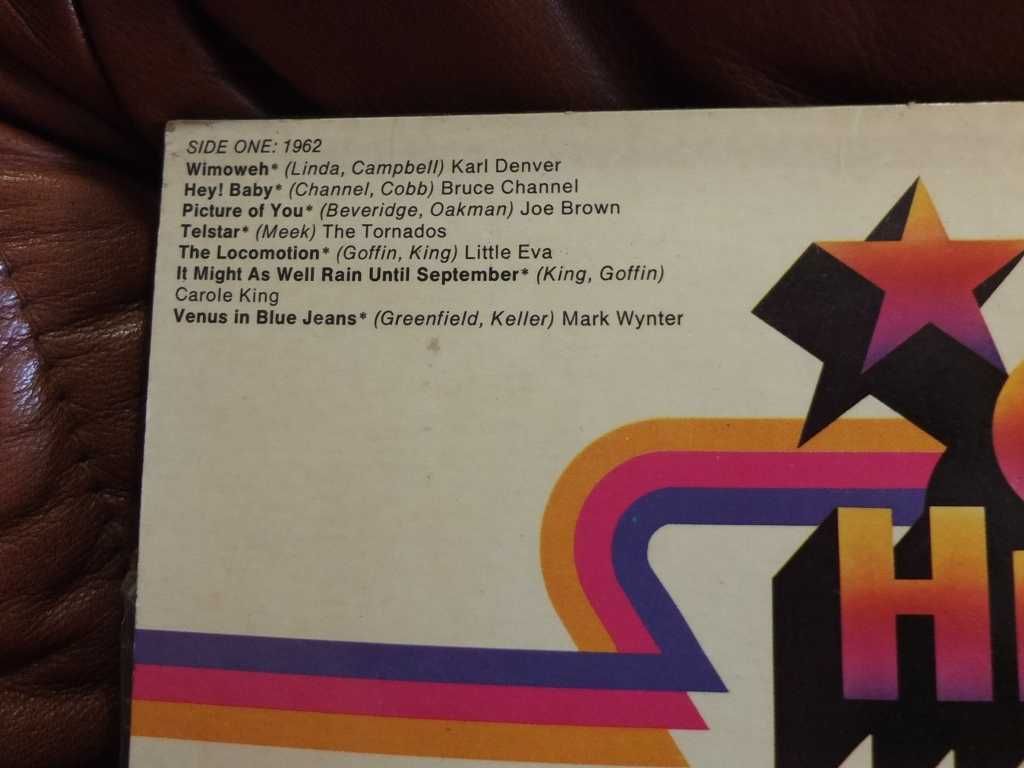 SIDE ONE: 1962
Wimoweh* (Linda, Campbell) Karl Denver
Hey! Baby* (Channel, Cobb) Bruce Channel
Picture of You* (Beveridge, Oakman) Joe Brown
Telstar* (Meek) The Tornados
The Locomotion* (Goffin, King) Little Eva
It Might As Well Rain Until September* (King, Goffin)
Carole King
Venus in Blue Jeans* (Greenfield, Keller) Mark Wynter
H